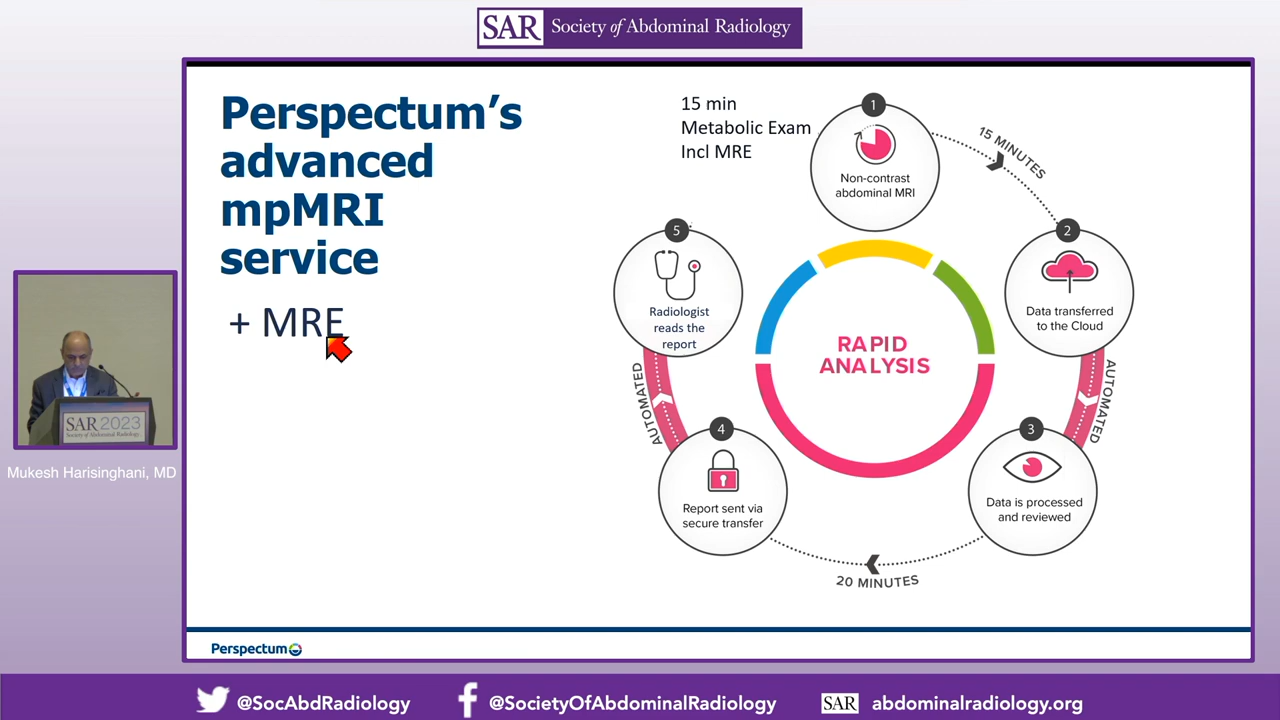 SAR Society of Abdominal Radiology
Perspectum's
advanced
mpMRI
service
+ MRE
15 min
Metabolic Exam
Incl MRE
1
Non-contrast
abdominal MRI
15 MINUTES
2
Data transferred
to the Cloud
AUTOMATED
3
Data is processed
and reviewed
20 MINUTES
4
Report sent via
secure transfer
AUTOMATED
5
Radiologist
reads the
report
RAPID
ANALYSIS
Perspectum
SAR 2023
Society of Abdominal Radiology
Mukesh Harisinghani, MD
@SocAbdRadiology
@SocietyOfAbdominalRadiology
SAR abdominalradiology.org